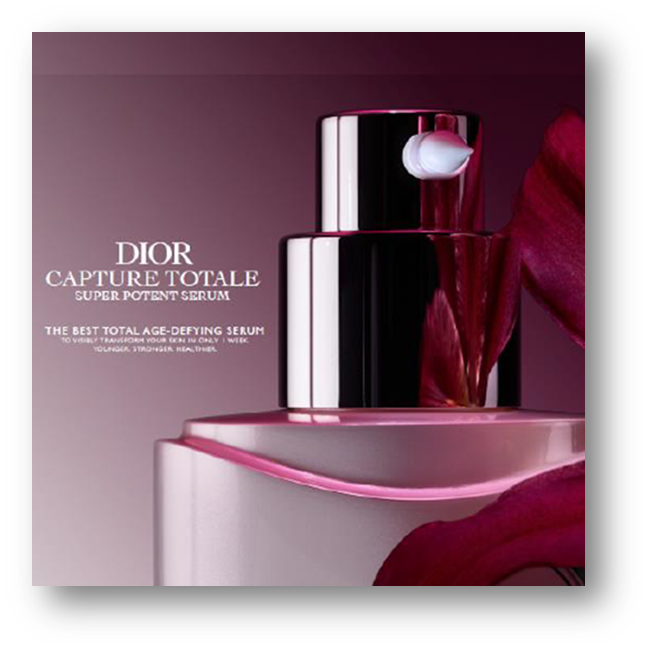 DIOR
CAPTURE TOTALE
SUPER POTENT SERUM
THE BEST TOTAL AGE-DEFYING SERUM
TO VISIBLY TRANSFORM YOUR SKIN IN ONLY 1 WEEK.
YOUNGER. STRONGER. HEALTHIER.